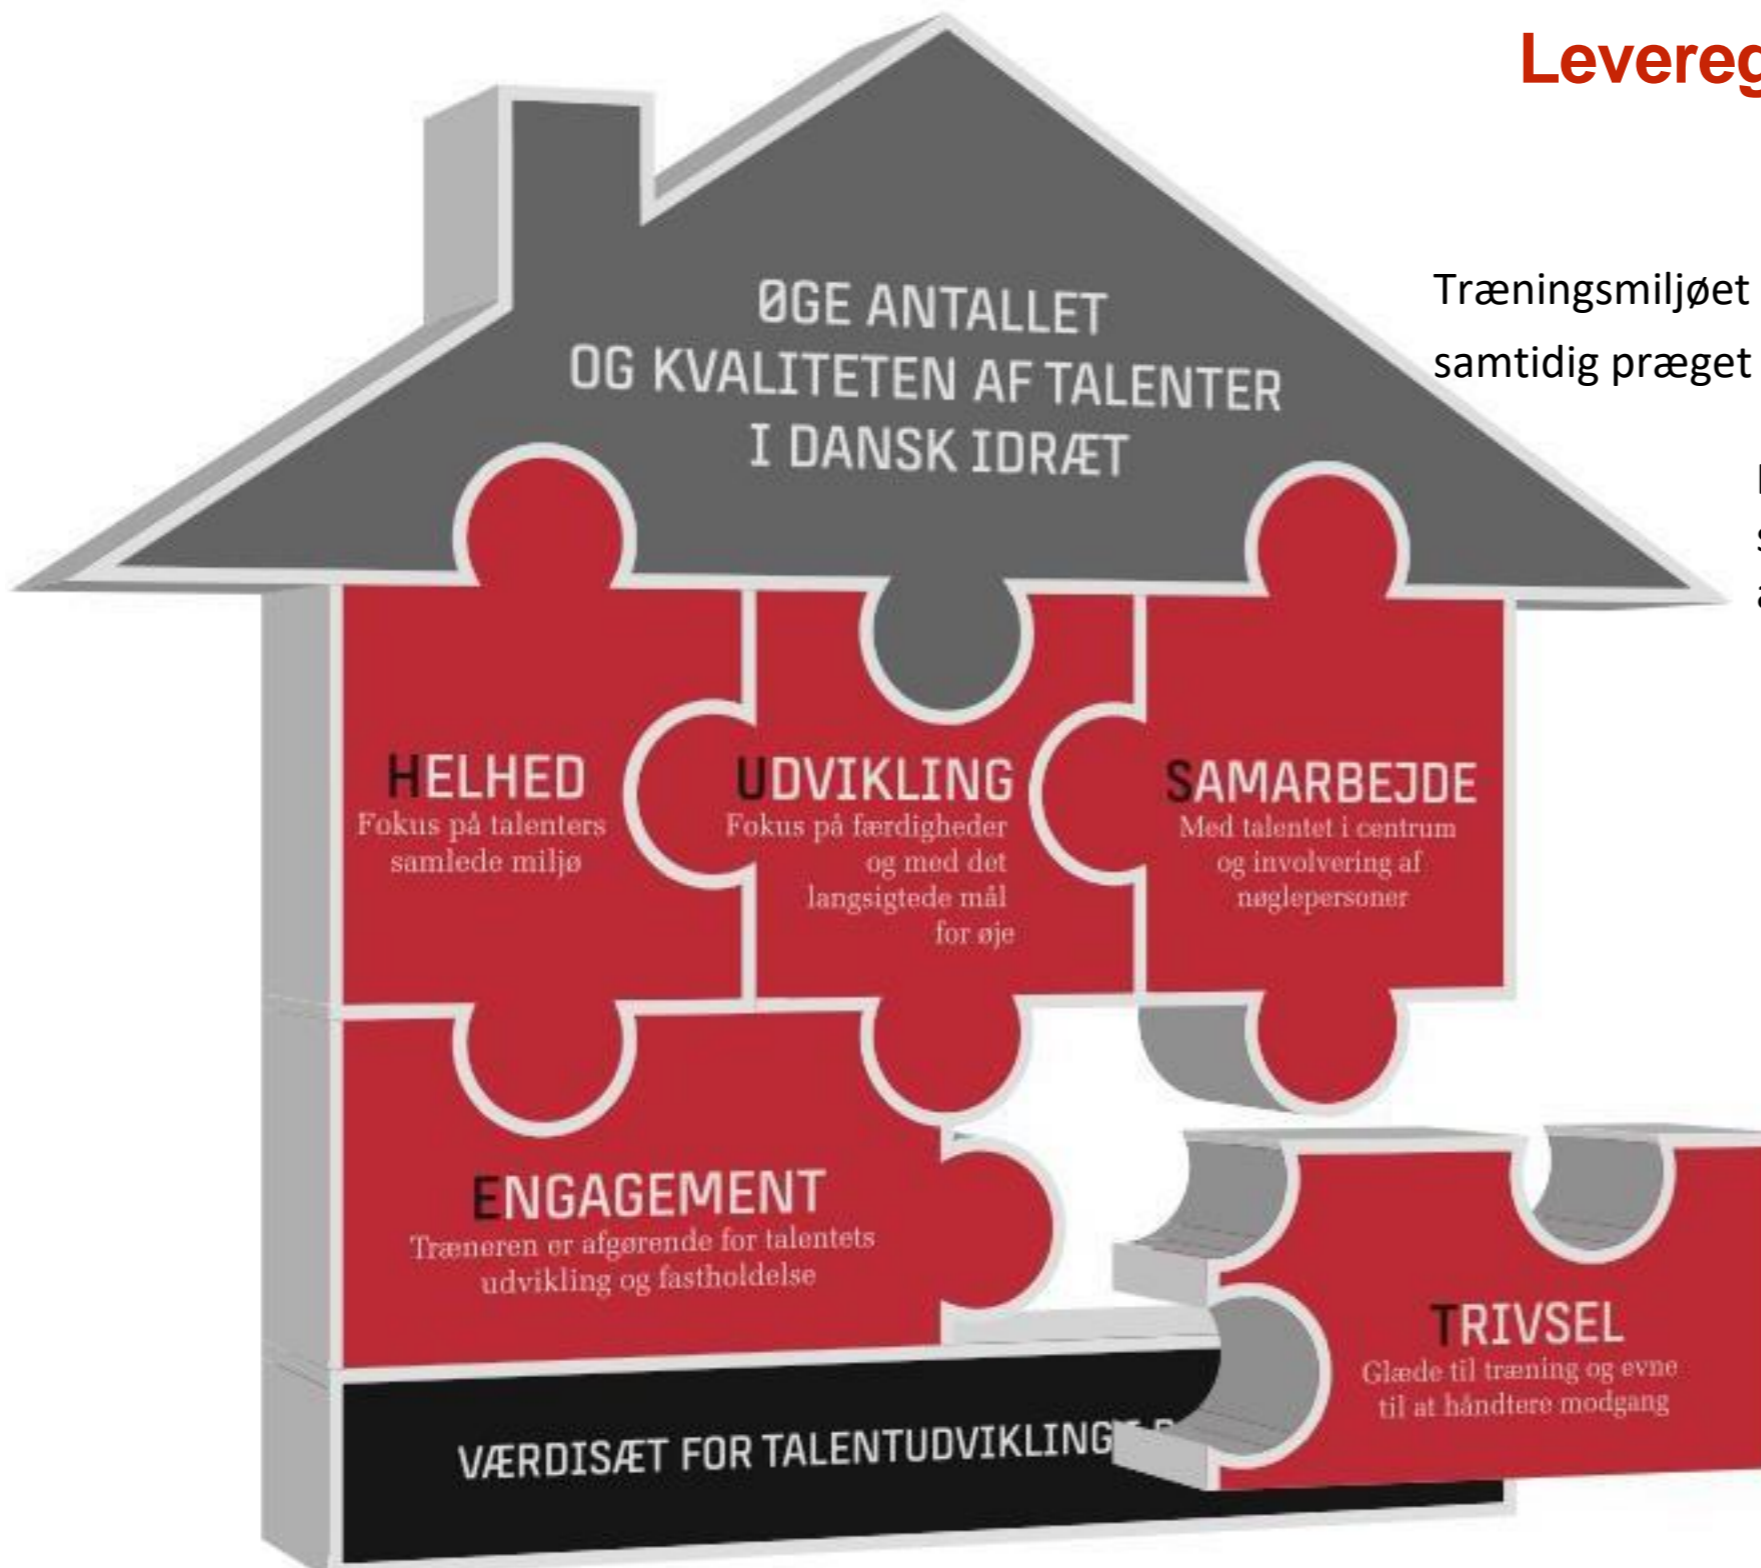 Levereg
Træningsmiljøet
samtidig præget
ØGE ANTALLET
OG KVALITETEN AF TALENTER
I DANSK IDRÆT
HELHED
Fokus på talenters
samlede miljø
UDVIKLING
Fokus på færdigheder
og med det
langsigtede mål
for øje
SAMARBEJDE
Med talentet i centrum
og involvering af
nøglepersoner
ENGAGEMENT
Træneren er afgørende for talentets
udvikling og fastholdelse
TRIVSEL
Glæde til træning og evne
til at håndtere modgang
VÆRDISÆT FOR TALENTUDVIKLING